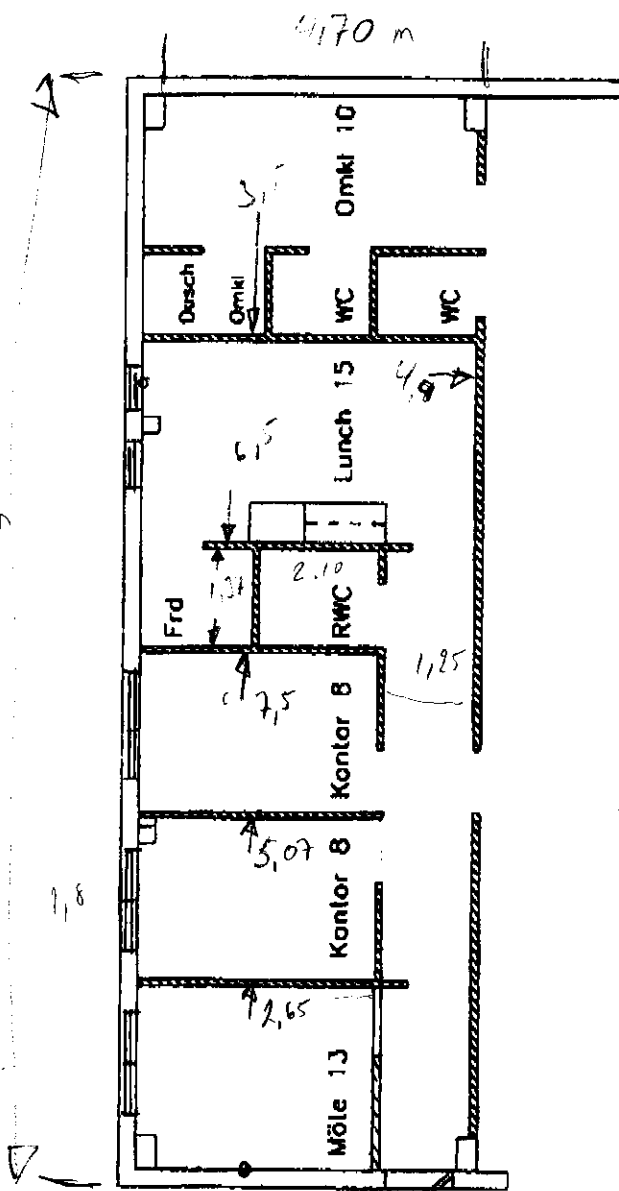 4,70 m
Omkl 10
3,5
Dusch
Omkl
WC
WC
Lunch 15
4,9
6,5
2.10
1,37
Frd
RWC
1,25
7,5
Kontor 8
5,07
Kontor 8
1,8
2,65
Möle 13